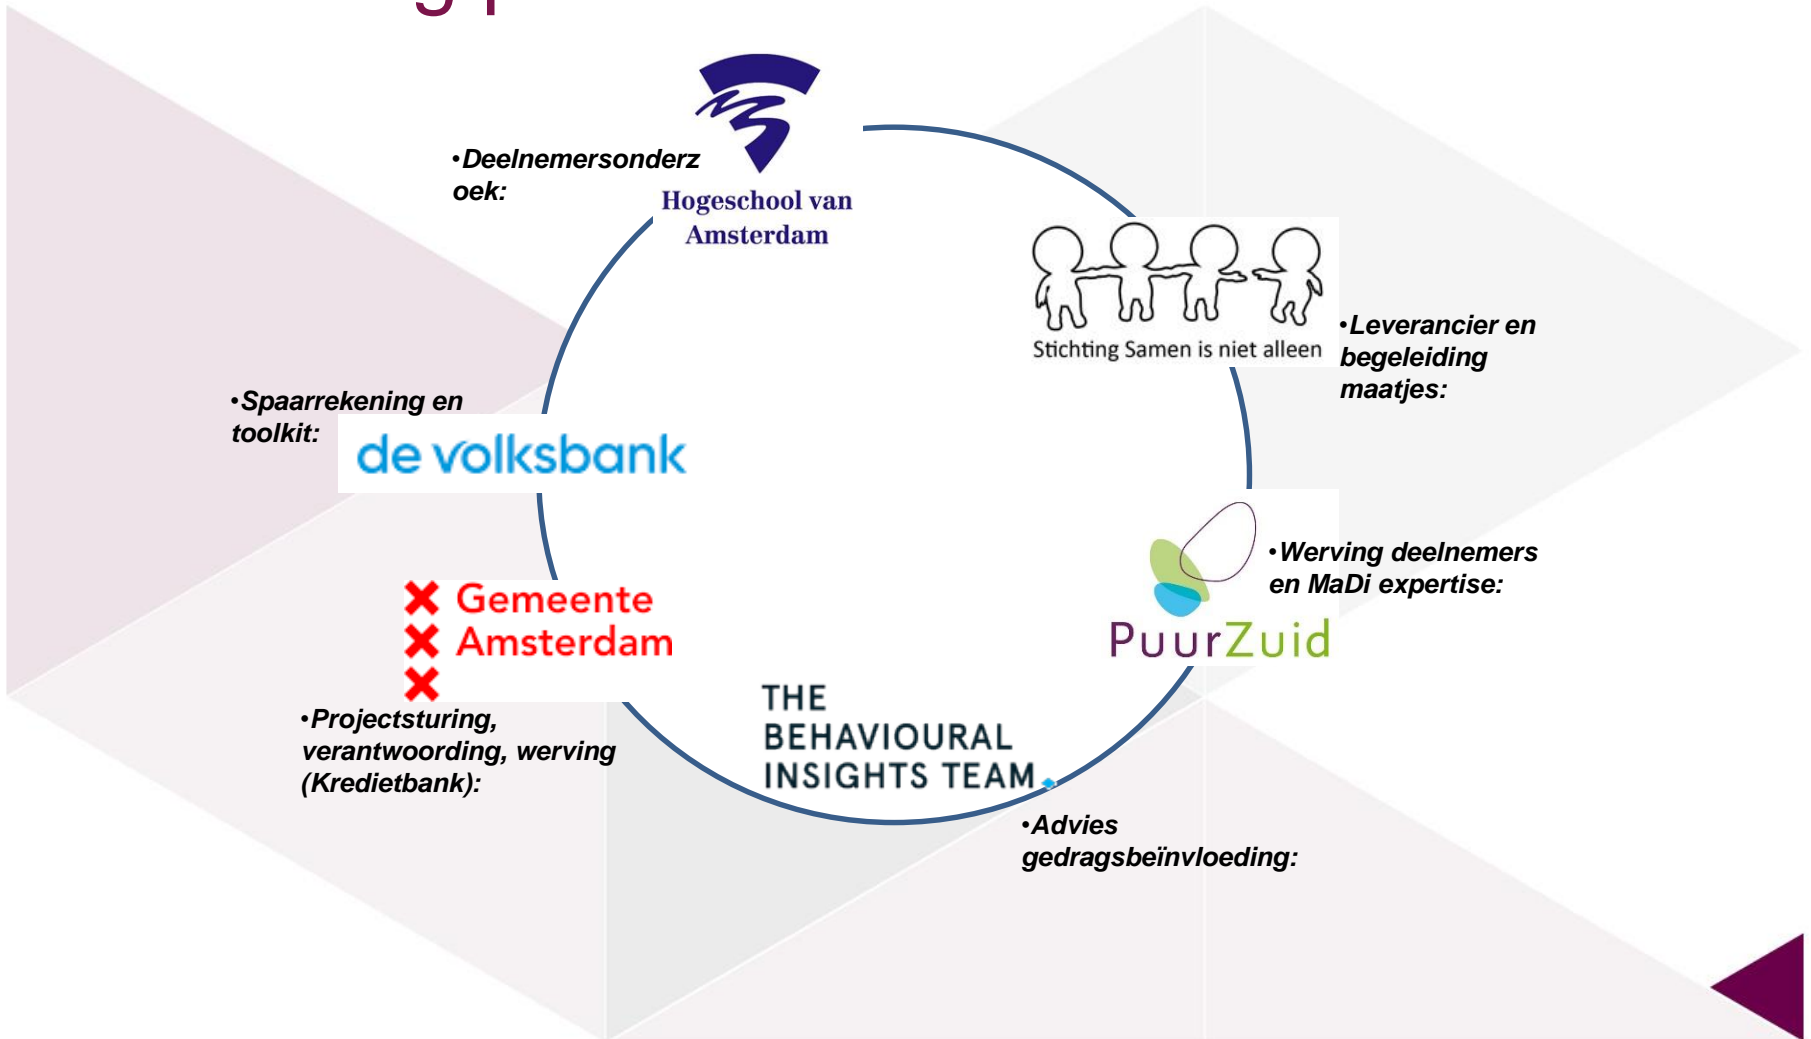 •Deelnemersonderz
oek:
Hogeschool van
Amsterdam
Stichting Samen is niet alleen
•Leverancier en
begeleiding
maatjes:
•Spaarrekening en
toolkit:
de volksbank
•Werving deelnemers
en MaDi expertise:
PuurZuid
Gemeente
Amsterdam
•Projectsturing,
verantwoording, werving
(Kredietbank):
THE
BEHAVIOURAL
INSIGHTS TEAM
•Advies
gedragsbeïnvloeding: